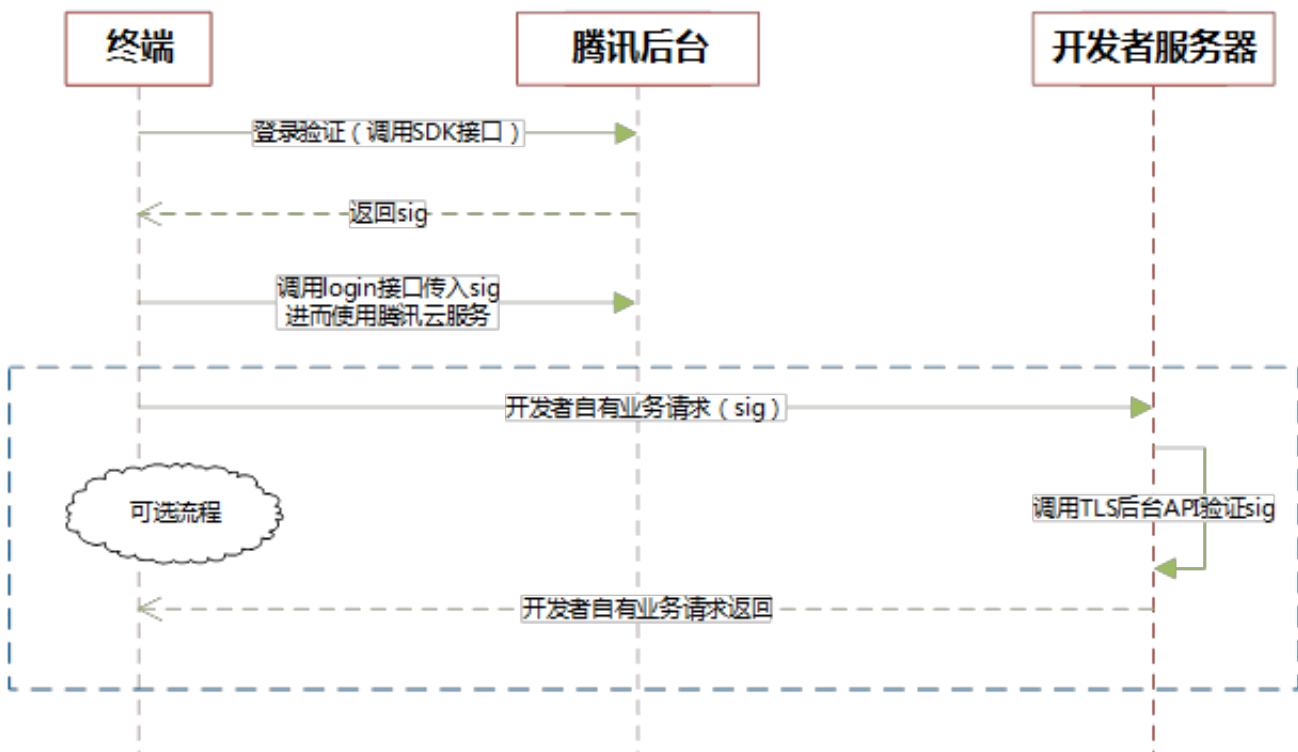 终端
腾讯后台
开发者服务器
登录验证（调用SDK接口）
返回sig
调用login接口传入sig
进而使用腾讯云服务
开发者自有业务请求（sig）
可选流程
调用TLS后台API验证sig
开发者自有业务请求返回